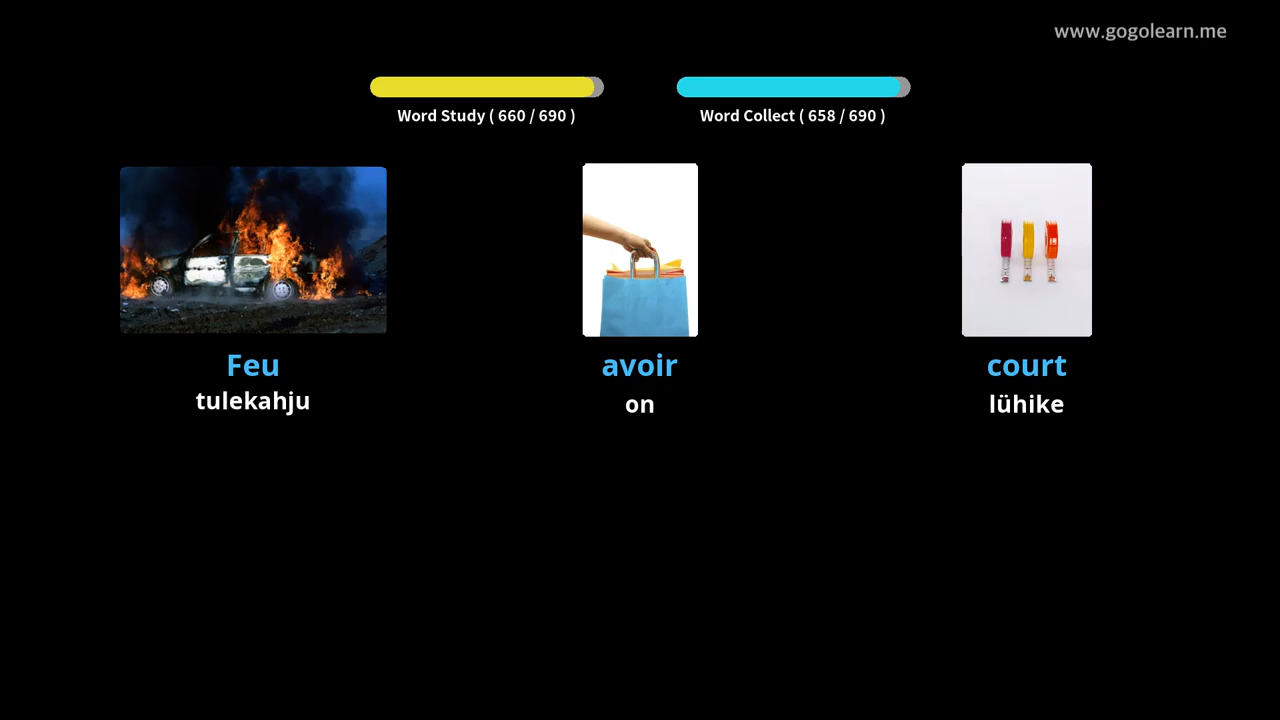 www.gogolearn.me
Word Study ( 660 / 690 )
Word Collect ( 658 / 690 )
Feu
tulekahju
avoir
on
court
lühike